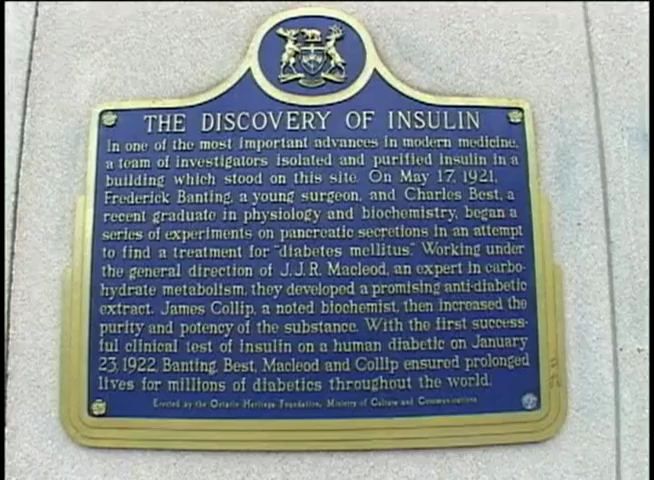 THE DISCOVERY OF INSULIN
In one of the most important advances in modern medicine,
a team of investigators isolated and purified insulin in a
building which stood on this site. On May 17, 1921,
Frederick Banting, a young surgeon, and Charles Best, a
recent graduate in physiology and biochemistry, began a
series of experiments on pancreatic secretions in an attempt
to find a treatment for "diabetes mellitus." Working under
the general direction of J.J.R. Macleod, an expert in carbo-
hydrate metabolism, they developed a promising anti-diabetic
extract. James Collip, a noted biochemist, then increased the
purity and potency of the substance. With the first success-
ful clinical test of insulin on a human diabetic on January
23, 1922, Banting, Best, Macleod and Collip ensured prolonged
lives for millions of diabetics throughout the world.
Erected by the Ontario Heritage Foundation, Ministry of Culture and Communications